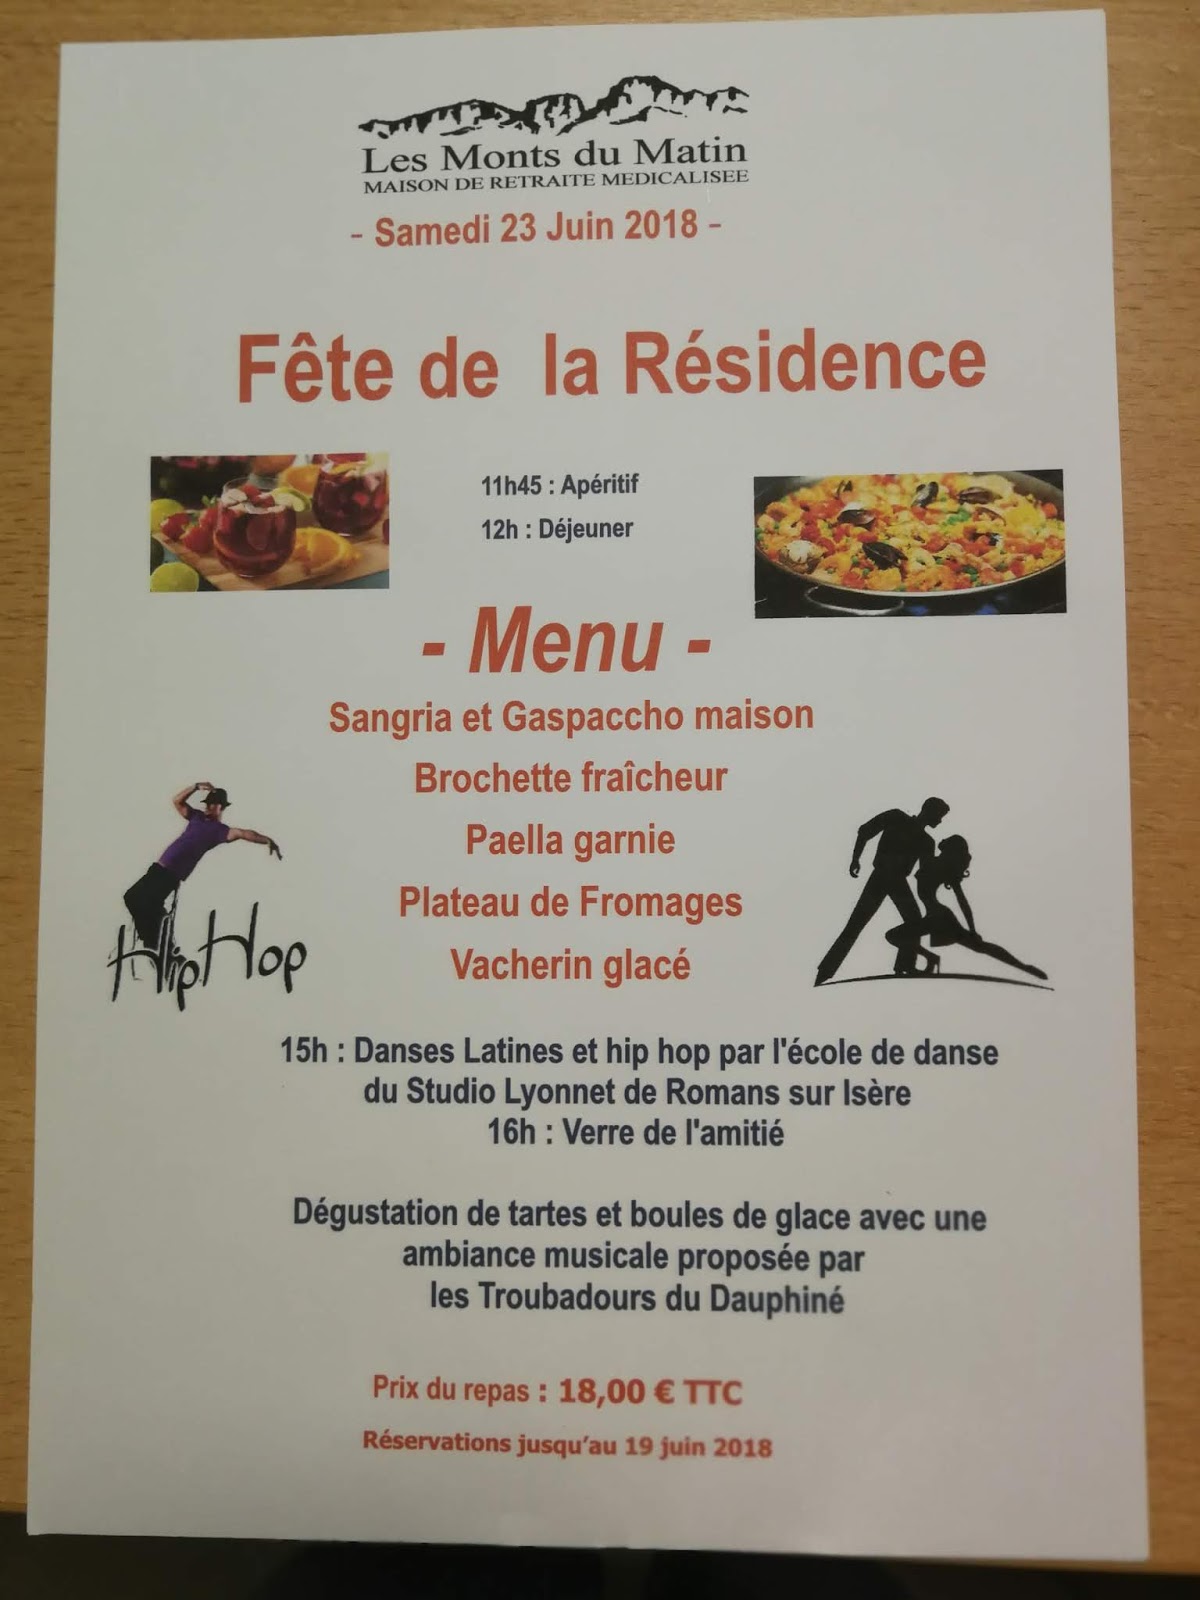 Les Monts du Matin
MAISON DE RETRAITE MEDICALISEE
- Samedi 23 Juin 2018 -
Fête de la Résidence
11h45 : Apéritif
12h : Déjeuner
- Menu -
Sangria et Gaspaccho maison
Brochette fraîcheur
Paella garnie
Plateau de Fromages
Vacherin glacé
Hip Hop
15h : Danses Latines et hip hop par l'école de danse
du Studio Lyonnet de Romans sur Isère
16h : Verre de l'amitié
Dégustation de tartes et boules de glace avec une
ambiance musicale proposée par
les Troubadours du Dauphiné
Prix du repas : 18,00 € TTC
Réservations jusqu’au 19 juin 2018